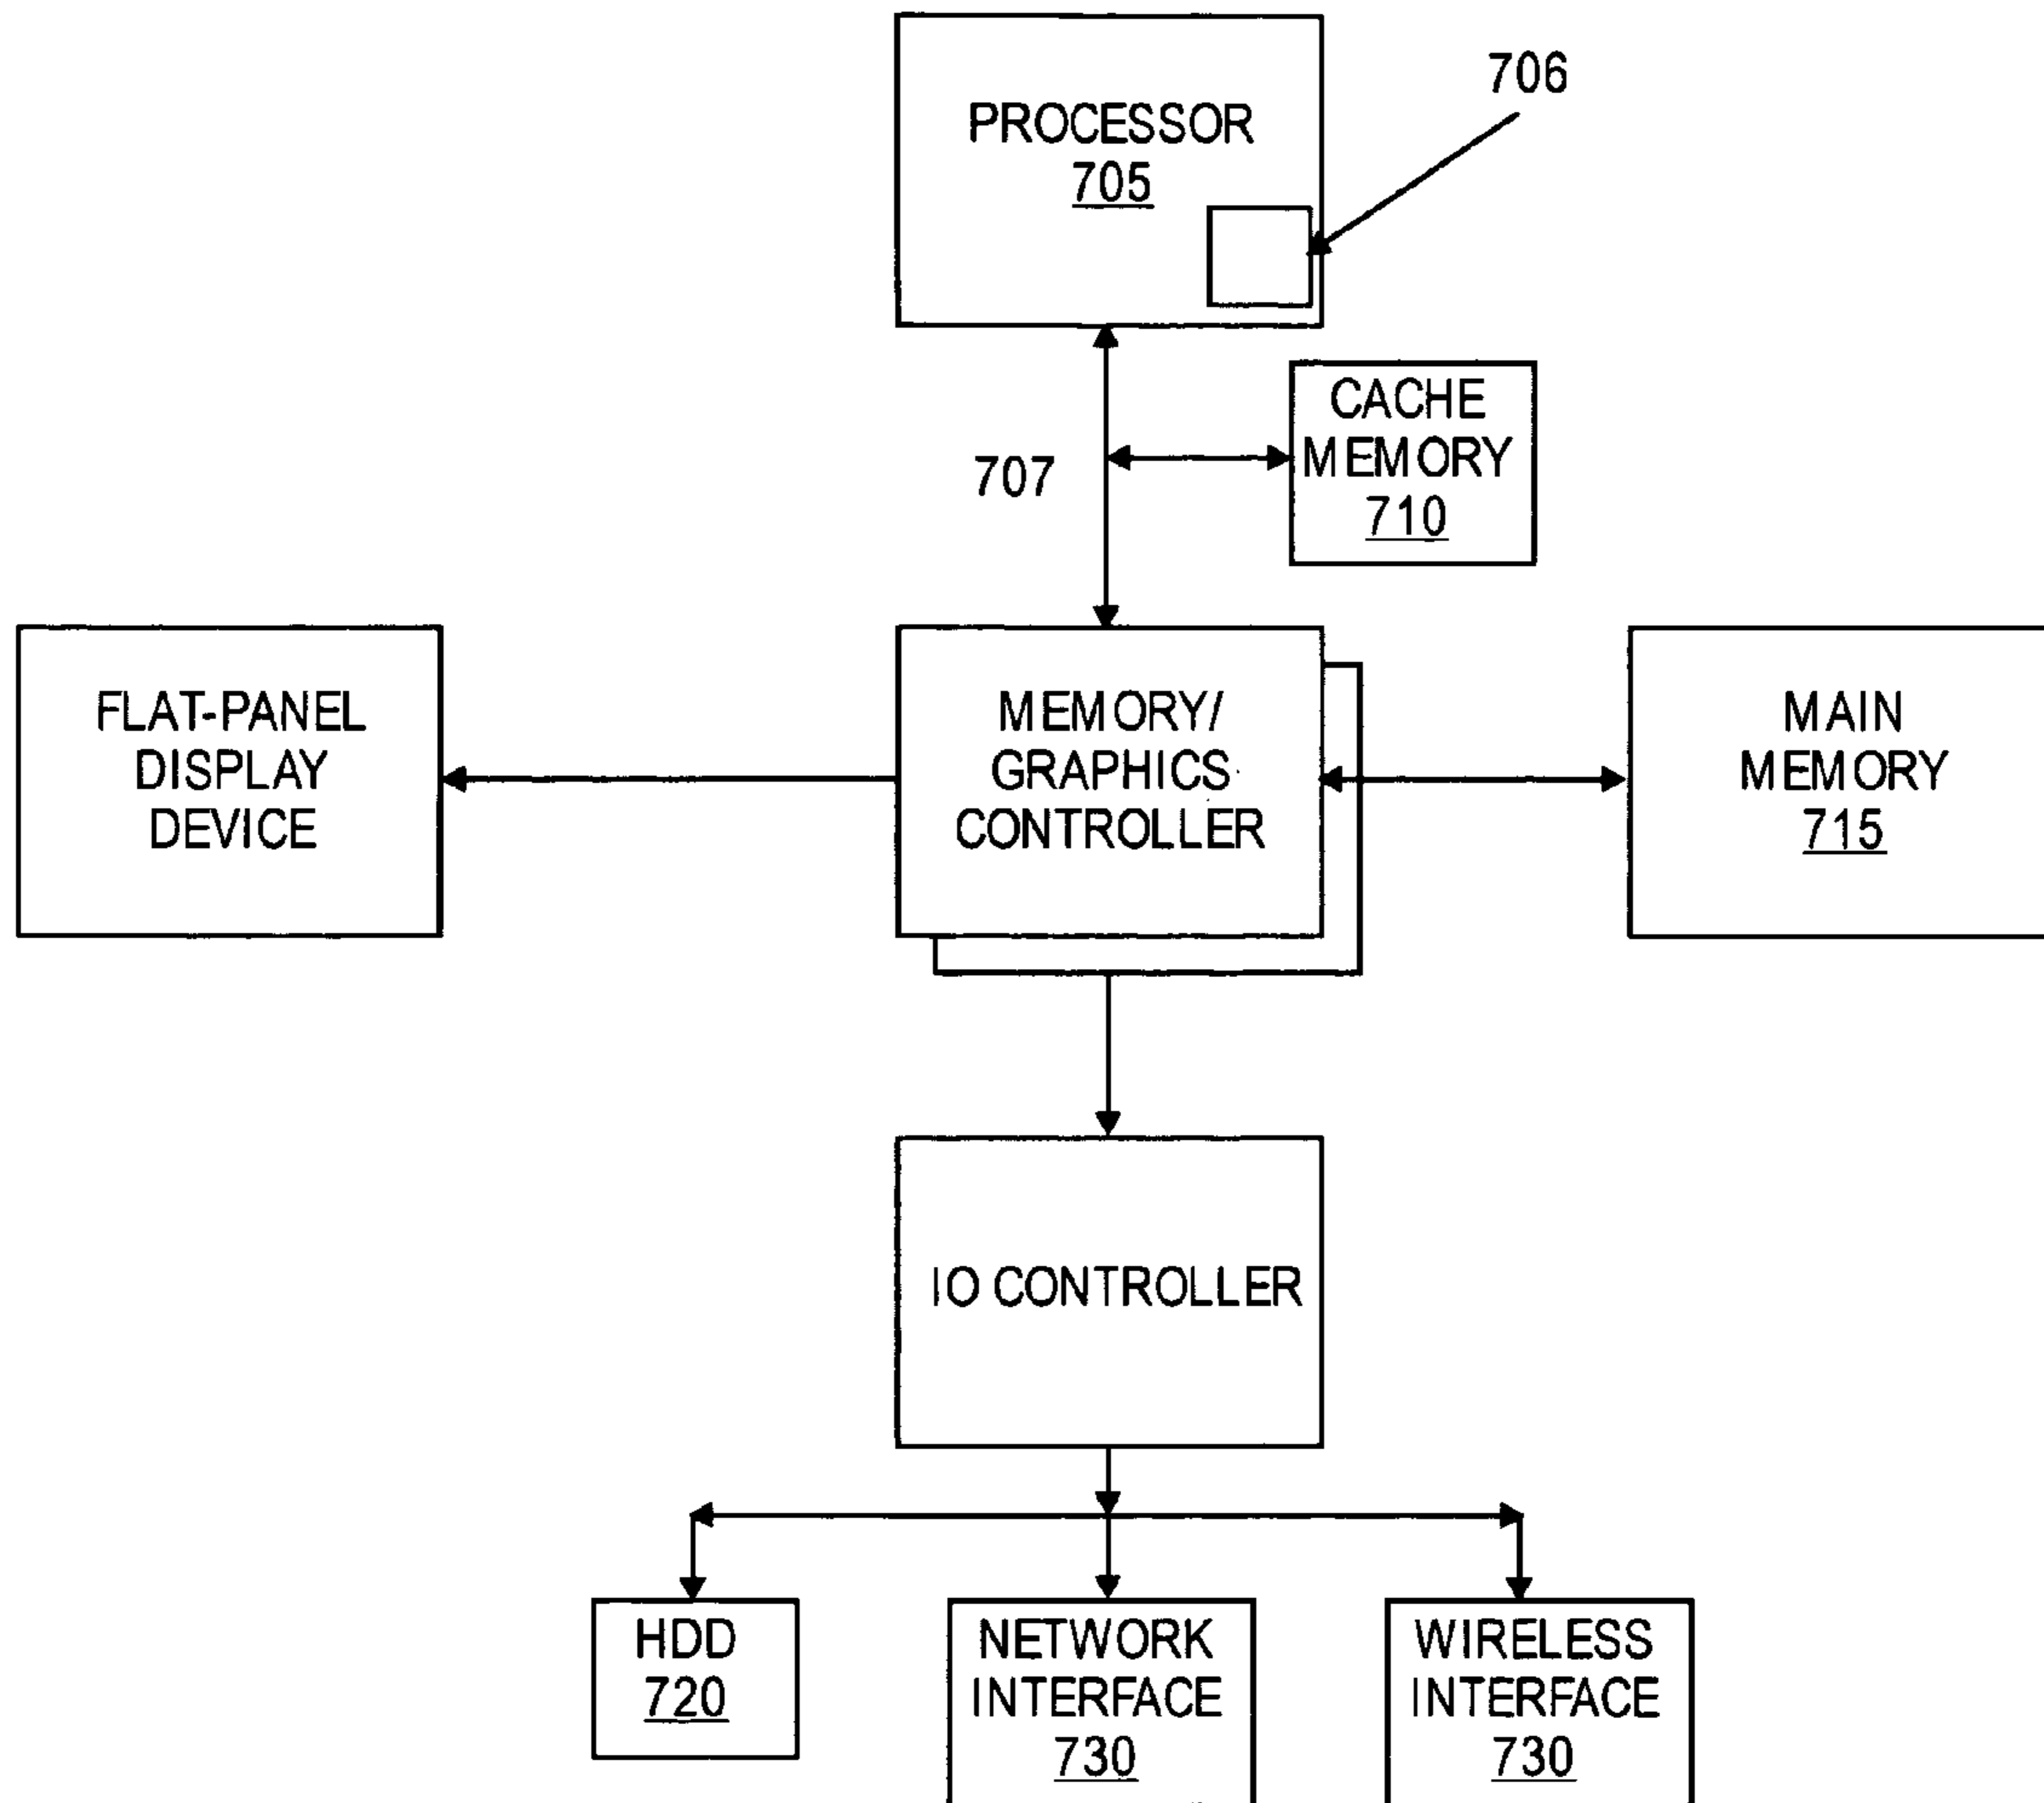 706
PROCESSOR
705
CACHE
MEMORY
710
707
FLAT-PANEL
DISPLAY
DEVICE
MEMORY/
GRAPHICS
CONTROLLER
MAIN
MEMORY
715
IO CONTROLLER
HDD
720
NETWORK
INTERFACE
730
WIRELESS
INTERFACE
730